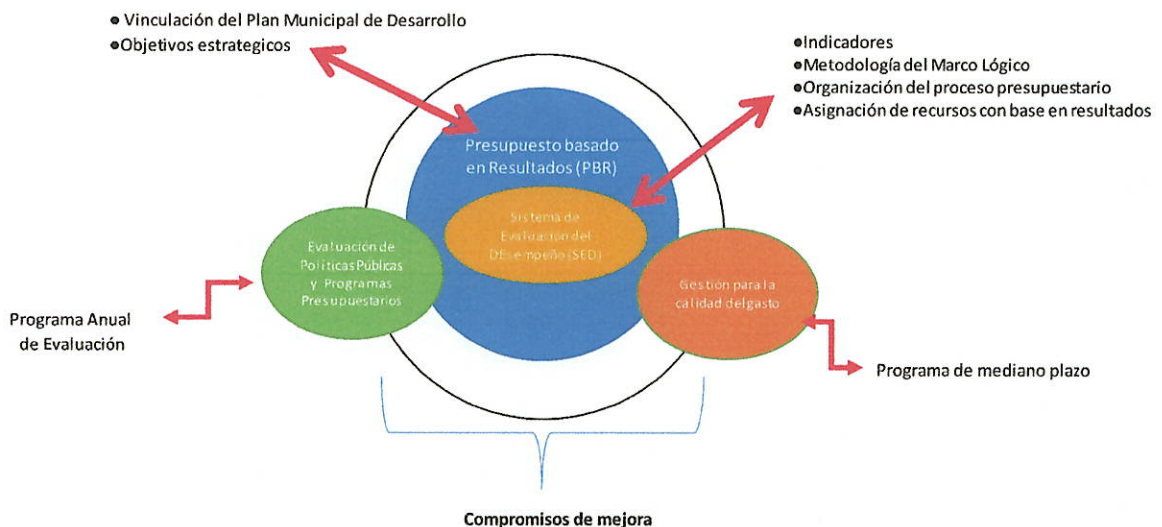 ● Vinculación del Plan Municipal de Desarrollo
●Objetivos estrategicos
●Indicadores
●Metodología del Marco Lógico
●Organización del proceso presupuestario
●Asignación de recursos con base en resultados
Presupuesto basado
en Resultados (PBR)
Sistema de
Evaluación del
DEsempeño (SED)
Evaluación de
Políticas Públicas
y Programas
Presupuestarios
Gestión para la
calidad del gasto
Programa Anual
de Evaluación
Programa de mediano plazo
Compromisos de mejora